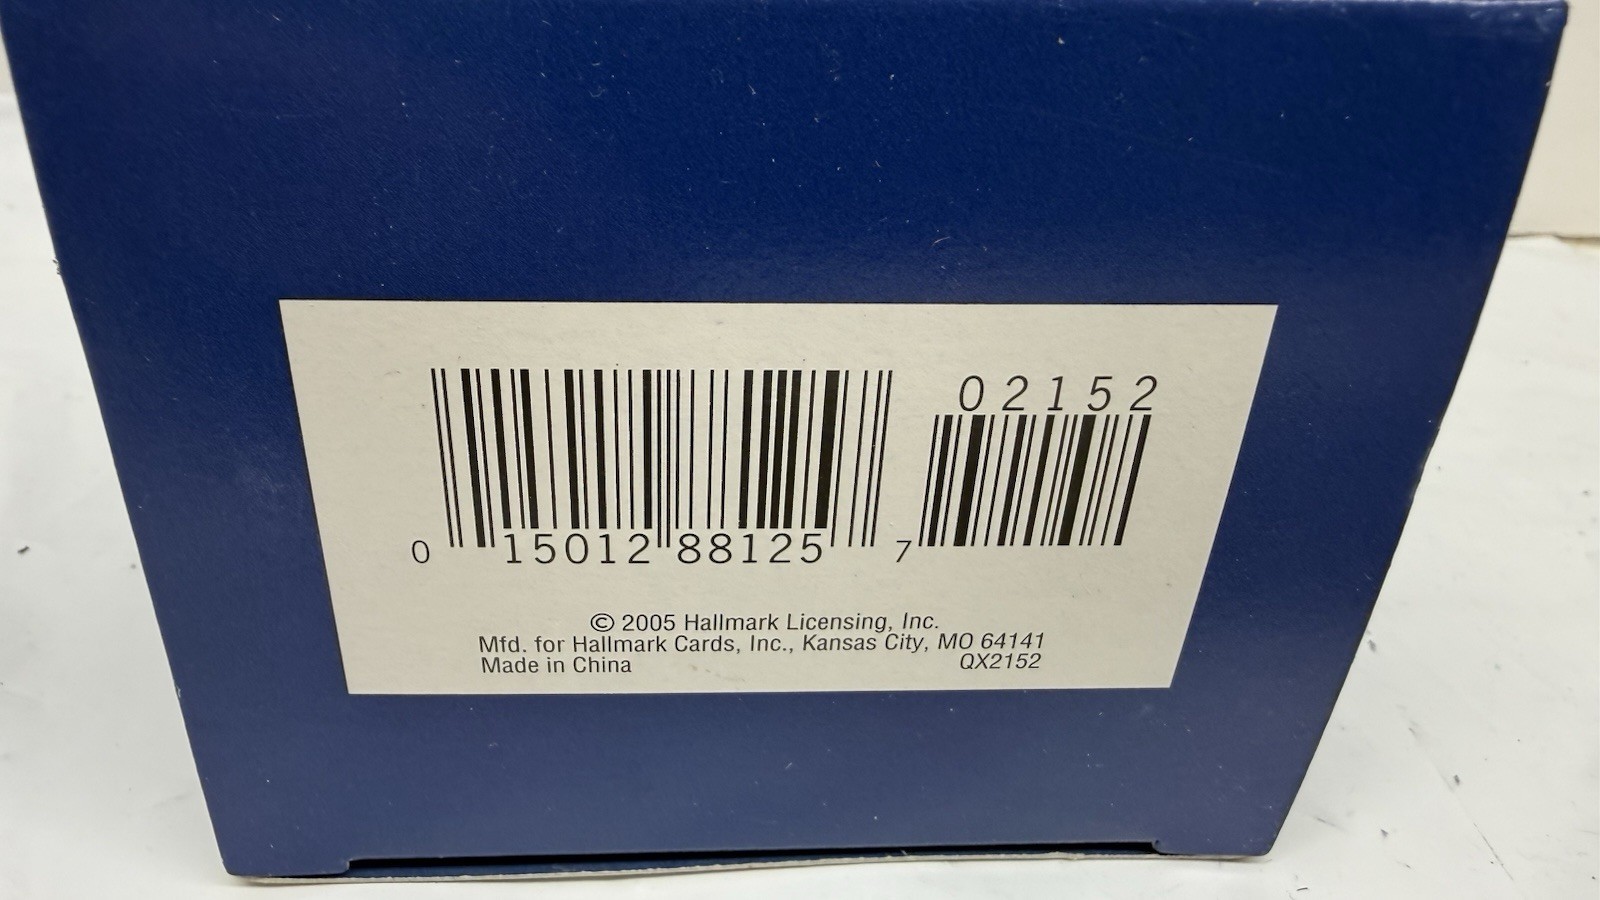 02152
0 15012 88125 7
© 2005 Hallmark Licensing, Inc.
Mfd. for Hallmark Cards, Inc., Kansas City, MO 64141
Made in China QX2152